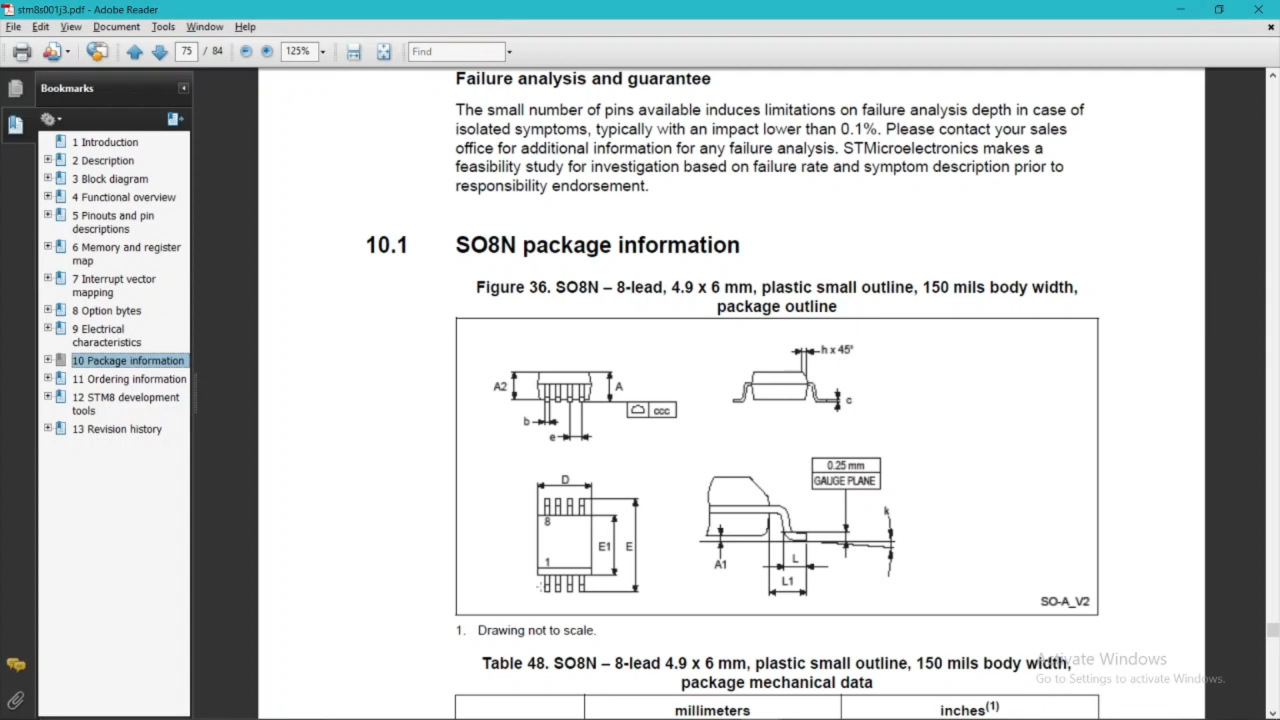 stm8s001j3.pdf - Adobe Reader
File Edit View Document Tools Window Help
75 / 84 125% Find
Bookmarks
1 Introduction
2 Description
3 Block diagram
4 Functional overview
5 Pinouts and pin
descriptions
6 Memory and register
map
7 Interrupt vector
mapping
8 Option bytes
9 Electrical
characteristics
10 Package information
11 Ordering information
12 STM8 development
tools
13 Revision history
Failure analysis and guarantee
The small number of pins available induces limitations on failure analysis depth in case of
isolated symptoms, typically with an impact lower than 0.1%. Please contact your sales
office for additional information for any failure analysis. STMicroelectronics makes a
feasibility study for investigation based on failure rate and symptom description prior to
responsibility endorsement.
10.1 SO8N package information
Figure 36. SO8N – 8-lead, 4.9 x 6 mm, plastic small outline, 150 mils body width,
package outline
h x 45°
A2 A
c
ccc
b
e
0.25 mm
GAUGE PLANE
D
k
8
E1 E
1
A1
L
L1
SO-A_V2
1. Drawing not to scale.
Table 48. SO8N – 8-lead 4.9 x 6 mm, plastic small outline, 150 mils body width,
package mechanical data
millimeters inches(1)
Activate Windows
Go to Settings to activate Windows.